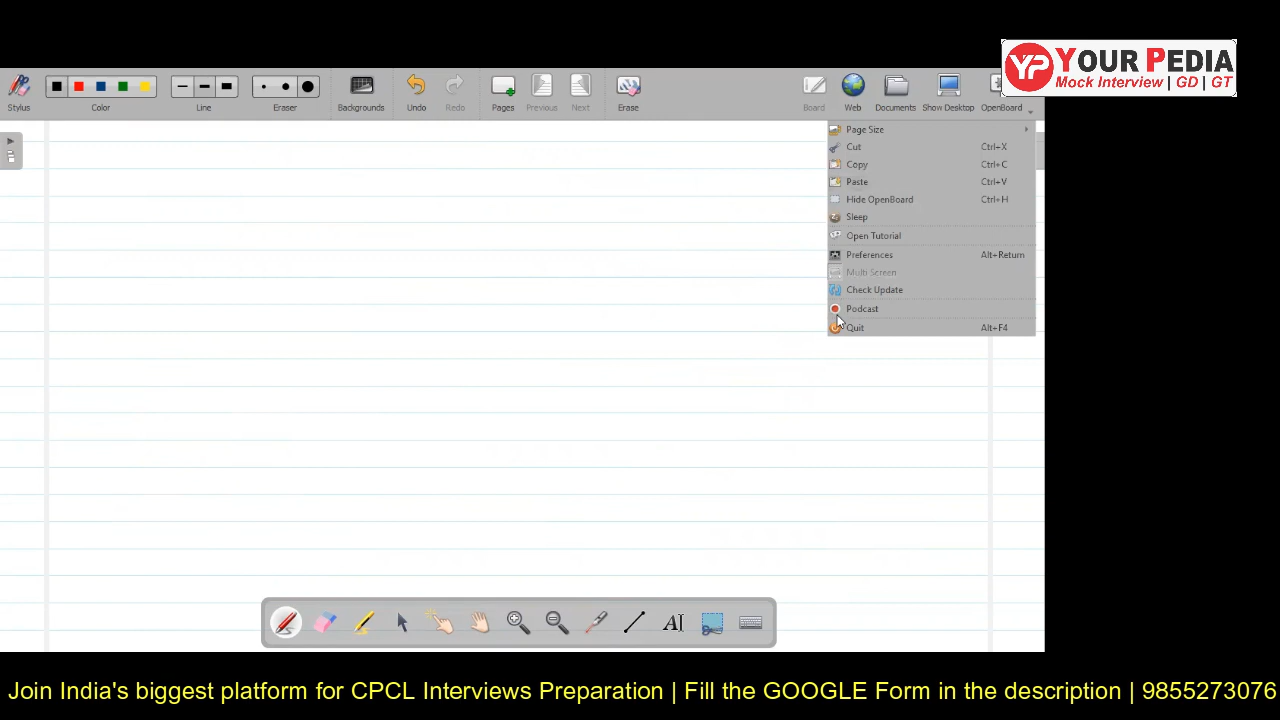 YP YOUR PEDIA
Mock Interview | GD | GT
Stylus Color Line Eraser Backgrounds Undo Redo Pages Previous Next Erase Board Web Documents Show Desktop OpenBoard
Page Size
Cut Ctrl+X
Copy Ctrl+C
Paste Ctrl+V
Hide OpenBoard Ctrl+H
Sleep
Open Tutorial
Preferences Alt+Return
Multi Screen
Check Update
Podcast
Quit Alt+F4
AI
Join India's biggest platform for CPCL Interviews Preparation | Fill the GOOGLE Form in the description | 9855273076